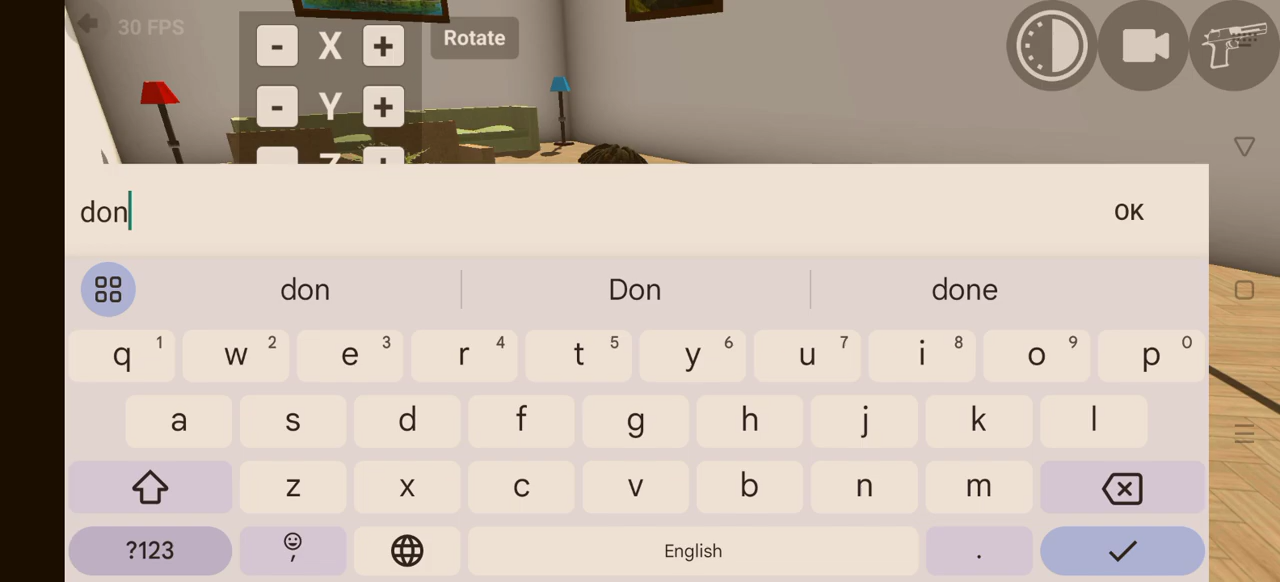 30 FPS
- X +
Rotate
- Y +
Z
don
OK
don Don done
q 1 w 2 e 3 r 4 t 5 y 6 u 7 i 8 o 9 p 0
a s d f g h j k l
z x c v b n m
?123 , English .